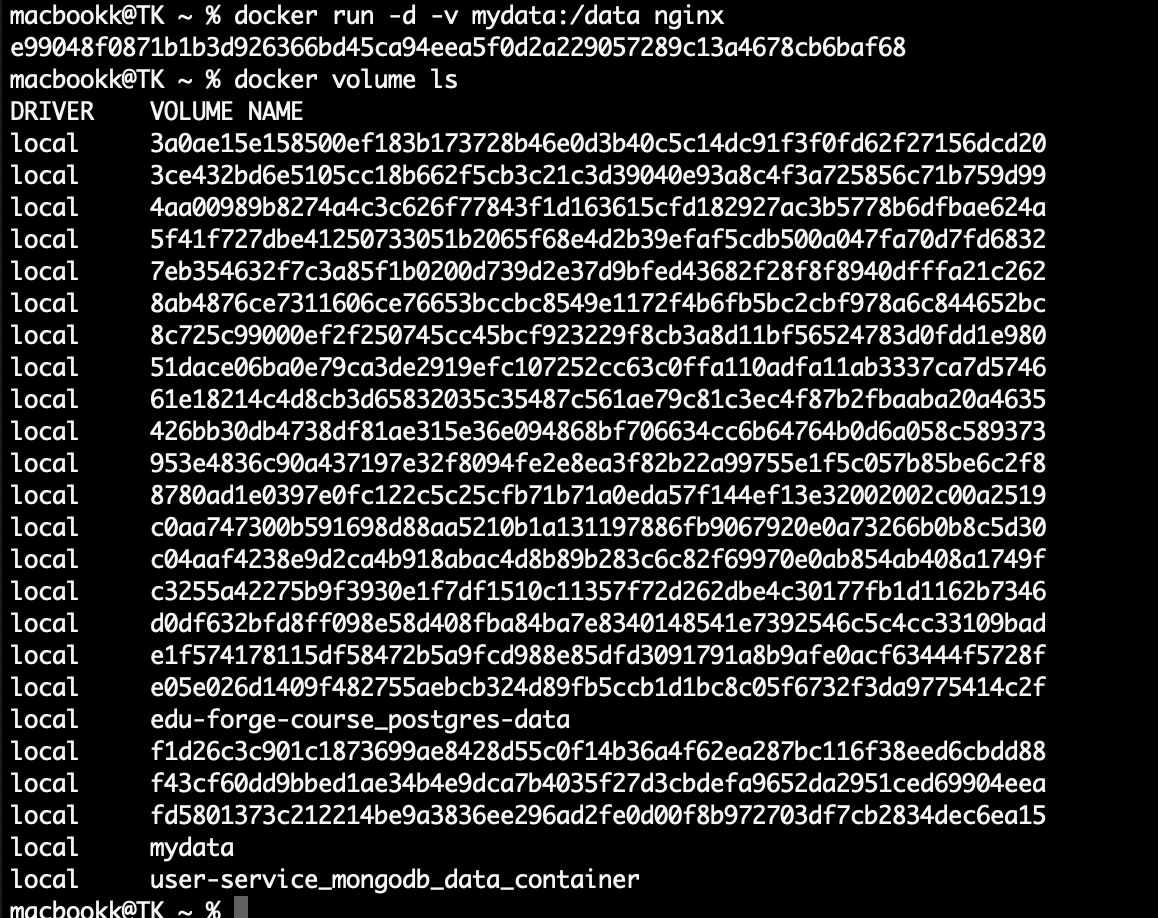 macbookk@TK ~ % docker run -d -v mydata:/data nginx
e99048f0871b1b3d926366bd45ca94eea5f0d2a229057289c13a4678cb6baf68
macbookk@TK ~ % docker volume ls
DRIVER    VOLUME NAME
local     3a0ae15e158500ef183b173728b46e0d3b40c5c14dc91f3f0fd62f27156dcd20
local     3ce432bd6e5105cc18b662f5cb3c21c3d39040e93a8c4f3a725856c71b759d99
local     4aa00989b8274a4c3c626f77843f1d163615cfd182927ac3b5778b6dfbae624a
local     5f41f727dbe41250733051b2065f68e4d2b39efaf5cdb500a047fa70d7fd6832
local     7eb354632f7c3a85f1b0200d739d2e37d9bfed43682f28f8f8940dfffa21c262
local     8ab4876ce7311606ce76653bccbc8549e1172f4b6fb5bc2cbf978a6c844652bc
local     8c725c99000ef2f250745cc45bcf923229f8cb3a8d11bf56524783d0fdd1e980
local     51dace06ba0e79ca3de2919efc107252cc63c0ffa110adfa11ab3337ca7d5746
local     61e18214c4d8cb3d65832035c35487c561ae79c81c3ec4f87b2fbaaba20a4635
local     426bb30db4738df81ae315e36e094868bf706634cc6b64764b0d6a058c589373
local     953e4836c90a437197e32f8094fe2e8ea3f82b22a99755e1f5c057b85be6c2f8
local     8780ad1e0397e0fc122c5c25cfb71b71a0eda57f144ef13e32002002c00a2519
local     c0aa747300b591698d88aa5210b1a131197886fb9067920e0a73266b0b8c5d30
local     c04aaf4238e9d2ca4b918abac4d8b89b283c6c82f69970e0ab854ab408a1749f
local     c3255a42275b9f3930e1f7df1510c11357f72d262dbe4c30177fb1d1162b7346
local     d0df632bfd8ff098e58d408fba84ba7e8340148541e7392546c5c4cc33109bad
local     e1f574178115df58472b5a9fcd988e85dfd3091791a8b9afe0acf63444f5728f
local     e05e026d1409f482755aebcb324d89fb5ccb1d1bc8c05f6732f3da9775414c2f
local     edu-forge-course_postgres-data
local     f1d26c3c901c1873699ae8428d55c0f14b36a4f62ea287bc116f38eed6cbdd88
local     f43cf60dd9bbed1ae34b4e9dca7b4035f27d3cbdefa9652da2951ced69904eea
local     fd5801373c212214be9a3836ee296ad2fe0d00f8b972703df7cb2834dec6ea15
local     mydata
local     user-service_mongodb_data_container
macbookk@TK ~ %